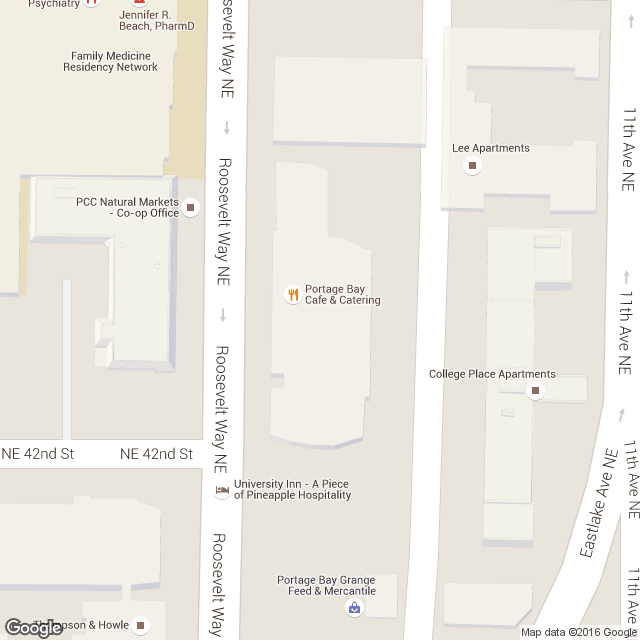 Psychiatry
Jennifer R.
Beach, PharmD
Family Medicine
Residency Network
Roosevelt Way NE
11th Ave NE
Lee Apartments
PCC Natural Markets
- Co-op Office
Roosevelt Way NE
Portage Bay
Cafe & Catering
11th Ave NE
College Place Apartments
Roosevelt Way NE
NE 42nd St
NE 42nd St
University Inn - A Piece
of Pineapple Hospitality
Eastlake Ave NE
11th Ave NE
Roosevelt Way
Portage Bay Grange
Feed & Mercantile
11th Ave
& Howle
Google
Map data ©2016 Google